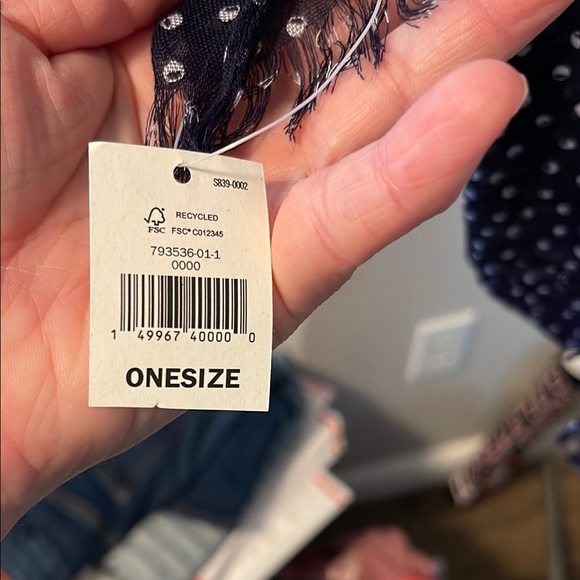 S839-0002
RECYCLED
FSC FSC® C012345
793536-01-1
0000
1 49967 40000 0
ONESIZE